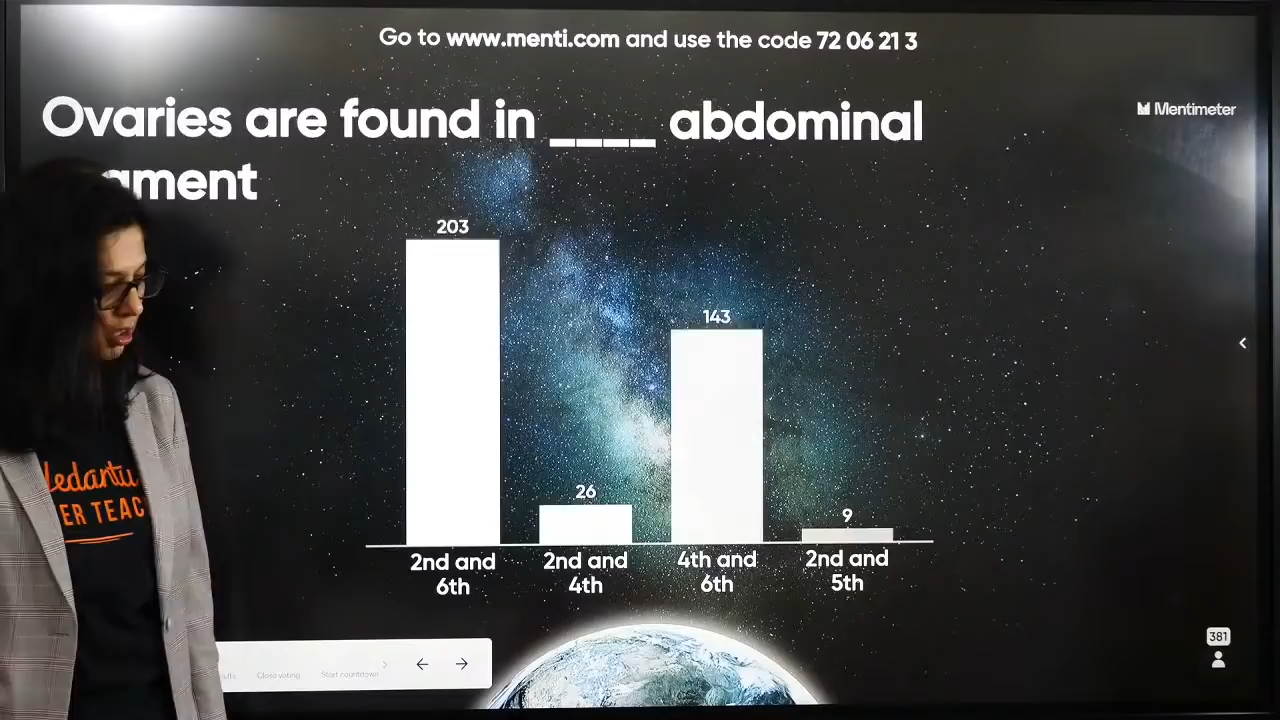 Go to www.menti.com and use the code 72 06 21 3
Mentimeter
Ovaries are found in ____ abdominal
ament
203
26
143
9
2nd and
6th
2nd and
4th
4th and
6th
2nd and
5th
Close voting
Start countdown
381
Vedantu
ER TEAC